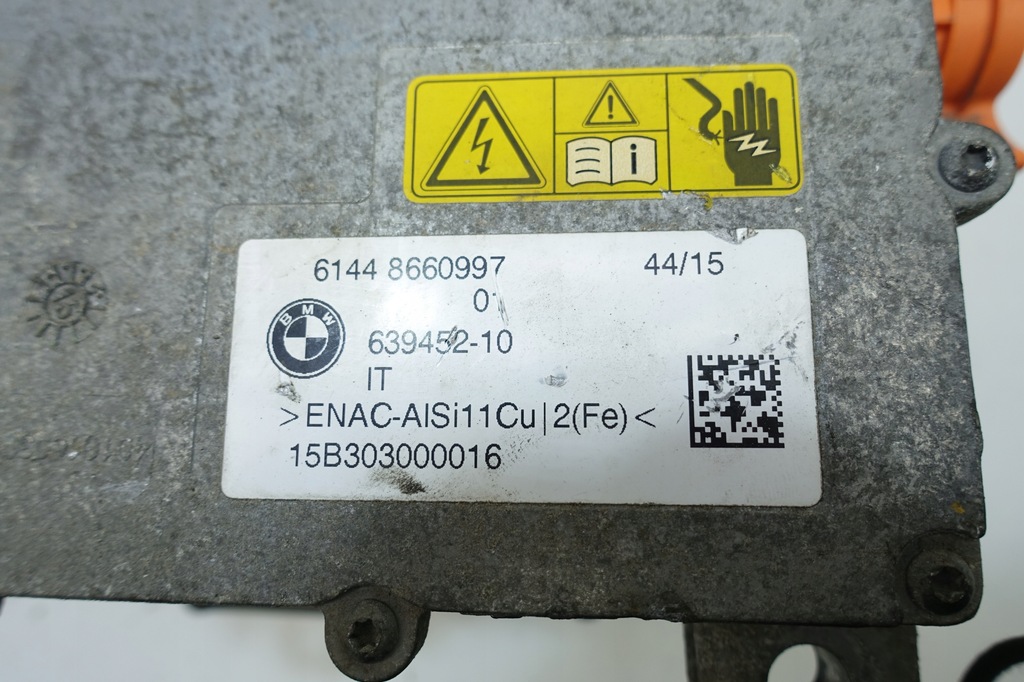 i
6144 8660997 44/15
01
BMW
639452-10
IT
>ENAC-AlSi11Cu|2(Fe)<
15B303000016